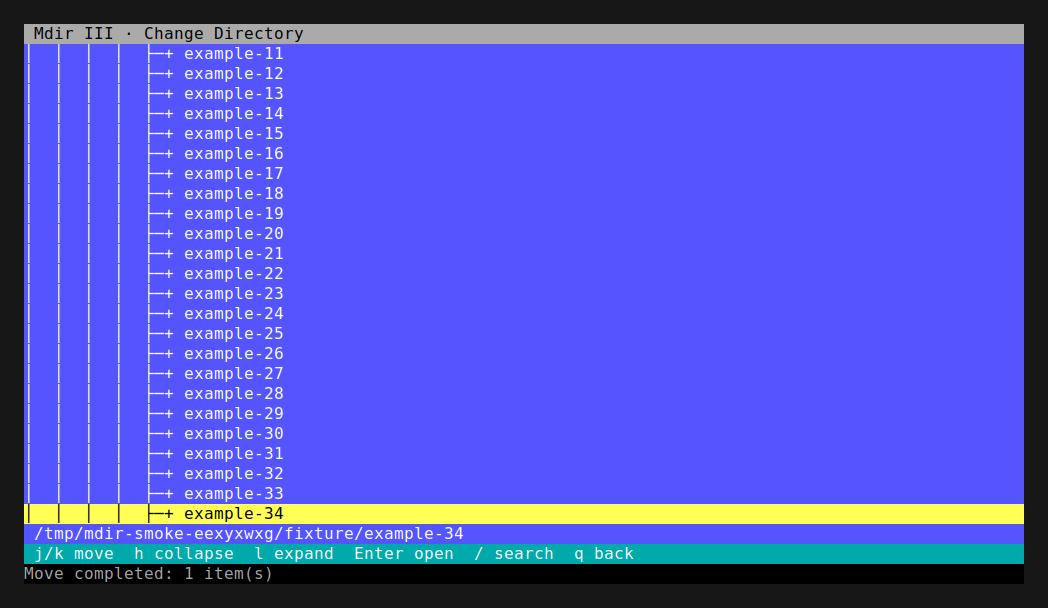 Mdir III · Change Directory
│  │  │  │  ├─+ example-11
│  │  │  │  ├─+ example-12
│  │  │  │  ├─+ example-13
│  │  │  │  ├─+ example-14
│  │  │  │  ├─+ example-15
│  │  │  │  ├─+ example-16
│  │  │  │  ├─+ example-17
│  │  │  │  ├─+ example-18
│  │  │  │  ├─+ example-19
│  │  │  │  ├─+ example-20
│  │  │  │  ├─+ example-21
│  │  │  │  ├─+ example-22
│  │  │  │  ├─+ example-23
│  │  │  │  ├─+ example-24
│  │  │  │  ├─+ example-25
│  │  │  │  ├─+ example-26
│  │  │  │  ├─+ example-27
│  │  │  │  ├─+ example-28
│  │  │  │  ├─+ example-29
│  │  │  │  ├─+ example-30
│  │  │  │  ├─+ example-31
│  │  │  │  ├─+ example-32
│  │  │  │  ├─+ example-33
│  │  │  │  ├─+ example-34
/tmp/mdir-smoke-eexyxwxg/fixture/example-34
j/k move  h collapse  l expand  Enter open  / search  q back
Move completed: 1 item(s)